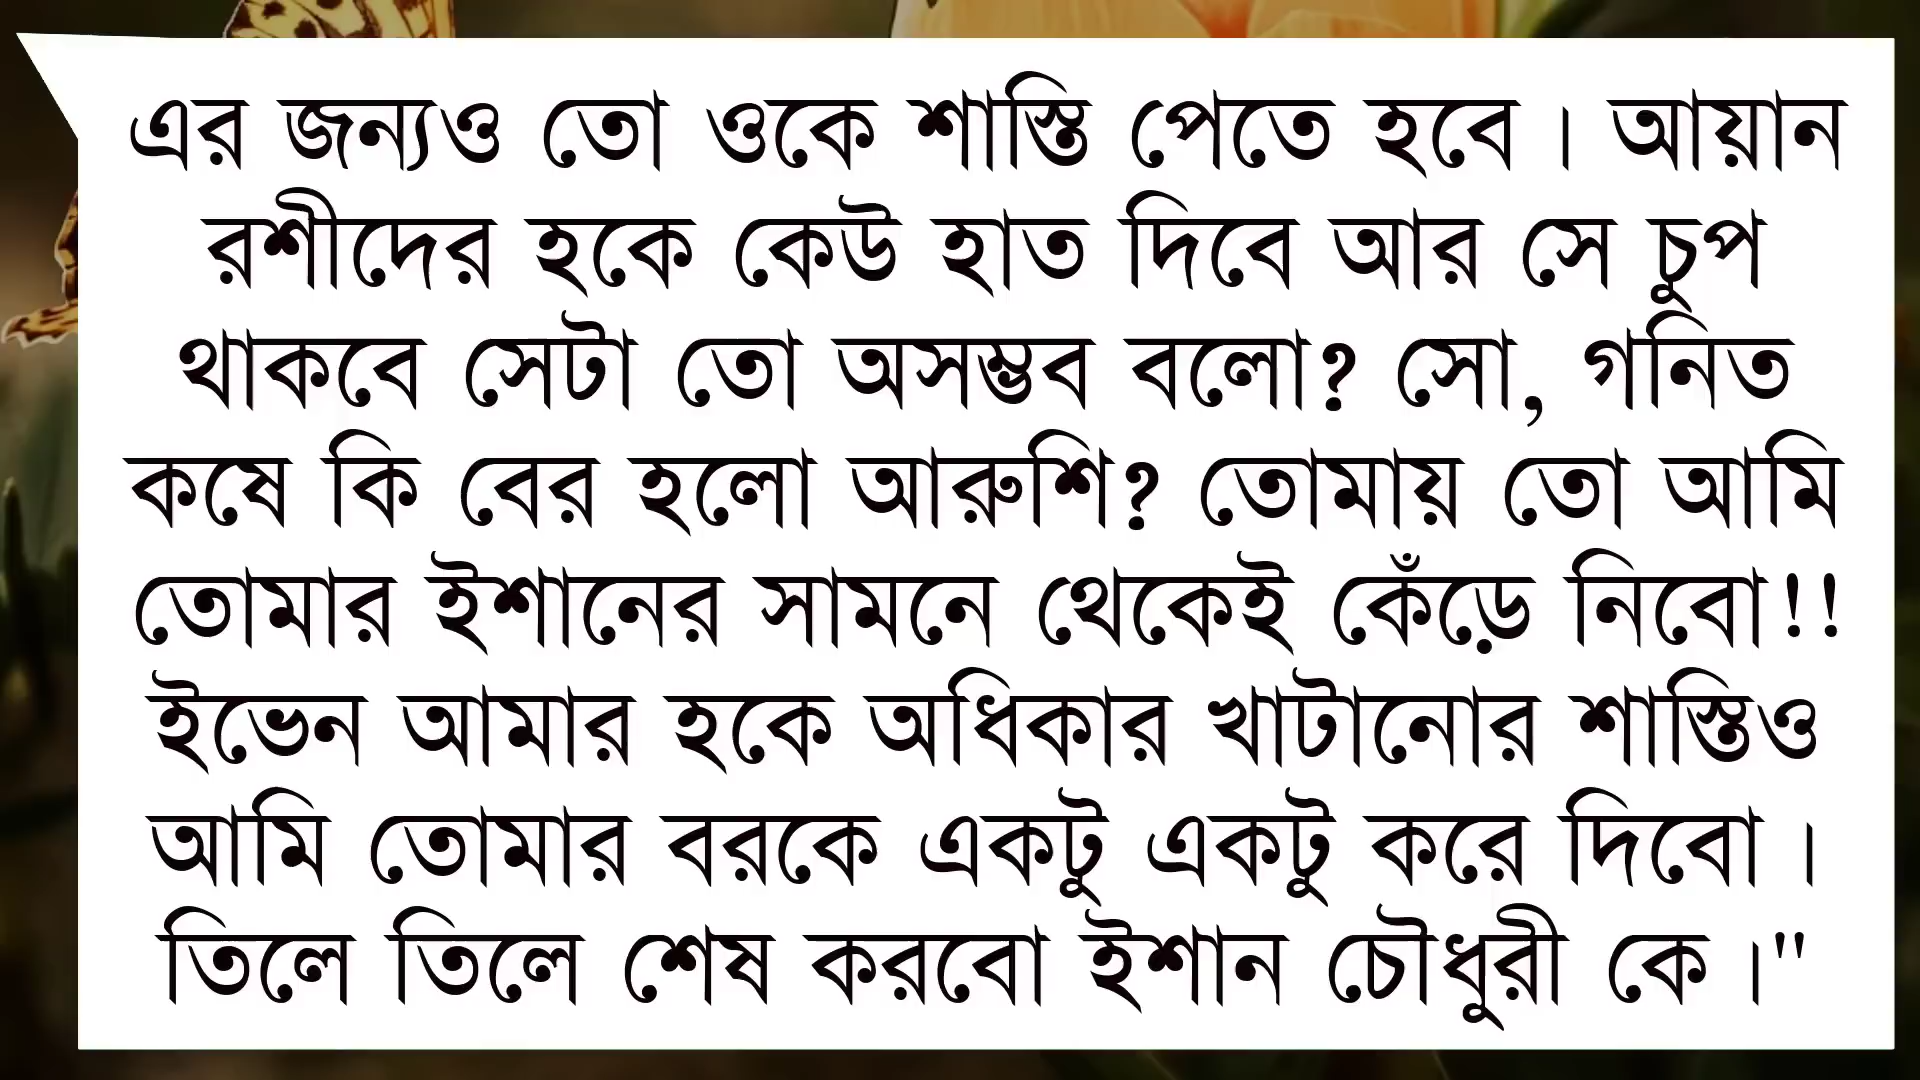 এর জন্যও তো ওকে শাস্তি পেতে হবে। আয়ান
রশীদের হকে কেউ হাত দিবে আর সে চুপ
থাকবে সেটা তো অসম্ভব বলো? সো, গনিত
কষে কি বের হলো আরুশি? তোমায় তো আমি
তোমার ইশানের সামনে থেকেই কেঁড়ে নিবো!!
ইভেন আমার হকে অধিকার খাটানোর শাস্তিও
আমি তোমার বরকে একটু একটু করে দিবো।
তিলে তিলে শেষ করবো ইশান চৌধুরী কে।"